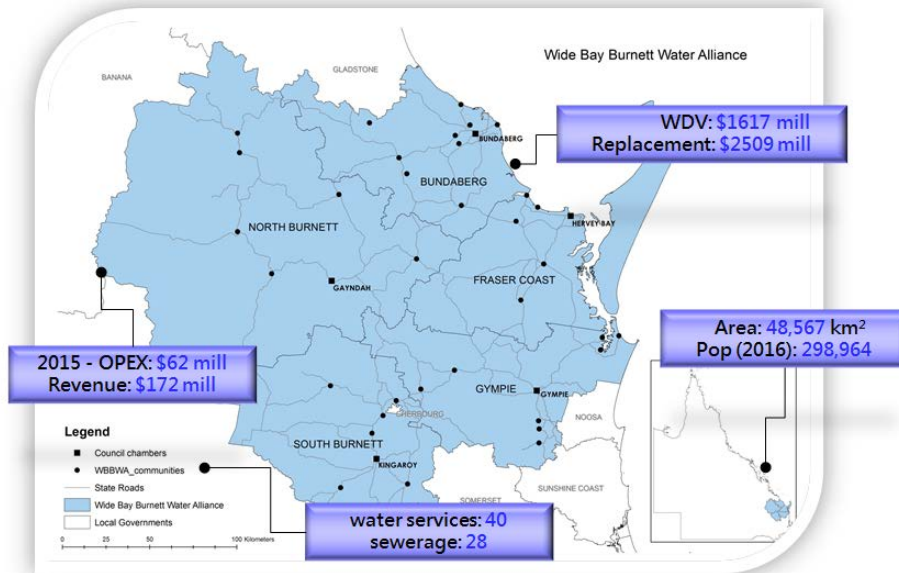 Wide Bay Burnett Water Alliance
BANANA
GLADSTONE
WDV: $1617 mill
Replacement: $2509 mill
BUNDABERG
BUNDABERG
NORTH BURNETT
HERVEY BAY
FRASER COAST
GAYNDAH
Area: 48,567 km²
Pop (2016): 298,964
2015 - OPEX: $62 mill
Revenue: $172 mill
GYMPIE
GYMPIE
CHERBOURG
NOOSA
SOUTH BURNETT
KINGAROY
SUNSHINE COAST
SOMERSET
Legend
Council chambers
WBBWA_communities
State Roads
Wide Bay Burnett Water Alliance
Local Governments
0 25 50 100 Kilometers
water services: 40
sewerage: 28